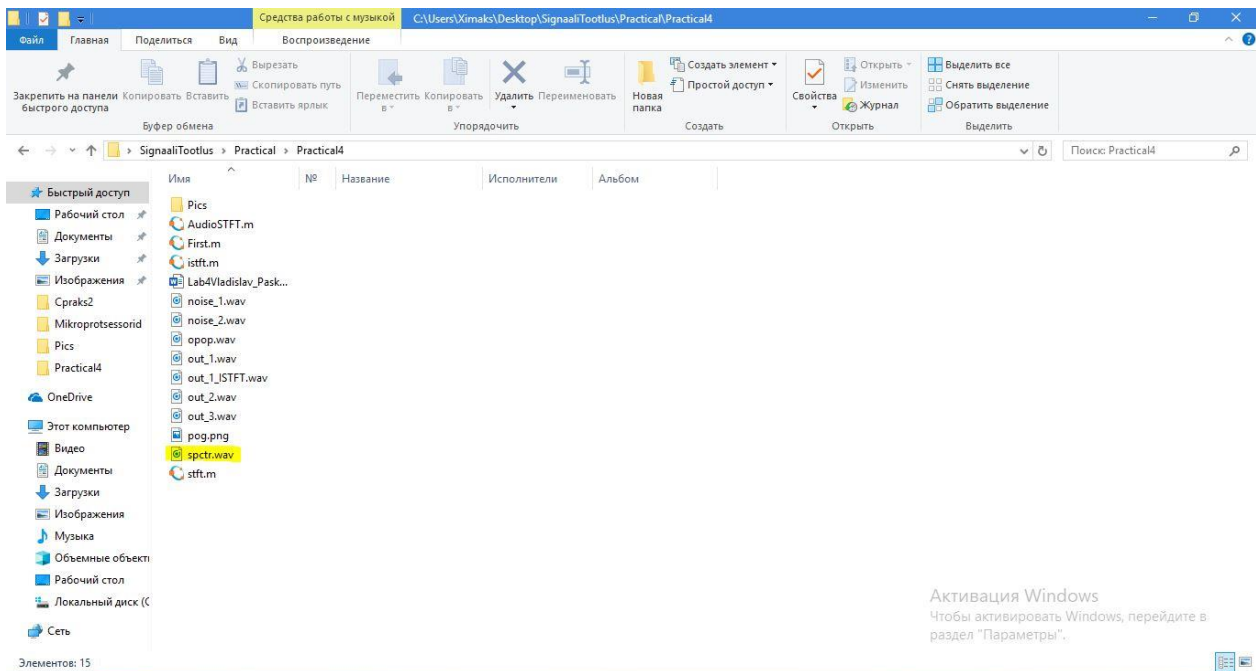 Средства работы с музыкой
C:\Users\Ximaks\Desktop\SignaaliTootlus\Practical\Practical4
Файл Главная Поделиться Вид Воспроизведение
Закрепить на панели быстрого доступа
Копировать
Вставить
Вырезать
Скопировать путь
Вставить ярлык
Буфер обмена
Переместить в
Копировать в
Удалить
Переименовать
Упорядочить
Новая папка
Создать элемент
Простой доступ
Создать
Свойства
Открыть
Изменить
Журнал
Открыть
Выделить все
Снять выделение
Обратить выделение
Выделить
SignaaliTootlus > Practical > Practical4
Поиск: Practical4
Быстрый доступ
Рабочий стол
Документы
Загрузки
Изображения
Cpraks2
Mikroprotsessorid
Pics
Practical4
OneDrive
Этот компьютер
Видео
Документы
Загрузки
Изображения
Музыка
Объемные объекты
Рабочий стол
Локальный диск (C
Сеть
Имя № Название Исполнители Альбом
Pics
AudioSTFT.m
First.m
istft.m
Lab4Vladislav_Pask...
noise_1.wav
noise_2.wav
opop.wav
out_1.wav
out_1_ISTFT.wav
out_2.wav
out_3.wav
pog.png
spctr.wav
stft.m
Активация Windows
Чтобы активировать Windows, перейдите в
раздел "Параметры".
Элементов: 15